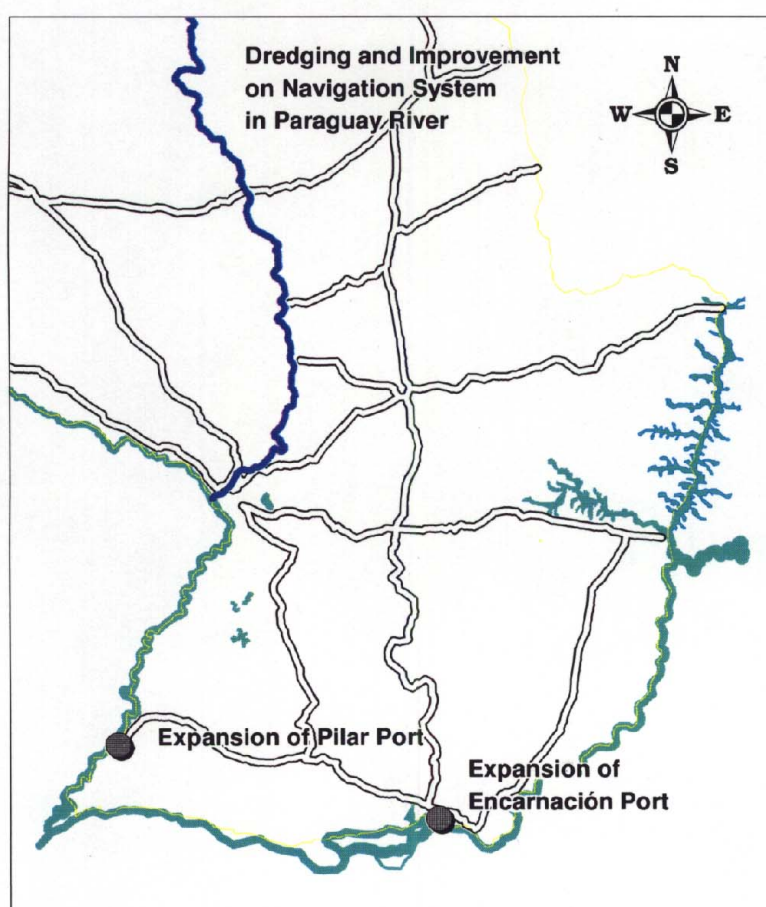 Dredging and Improvement
on Navigation System
in Paraguay River
N
W E
S
Expansion of Pilar Port
Expansion of
Encarnación Port